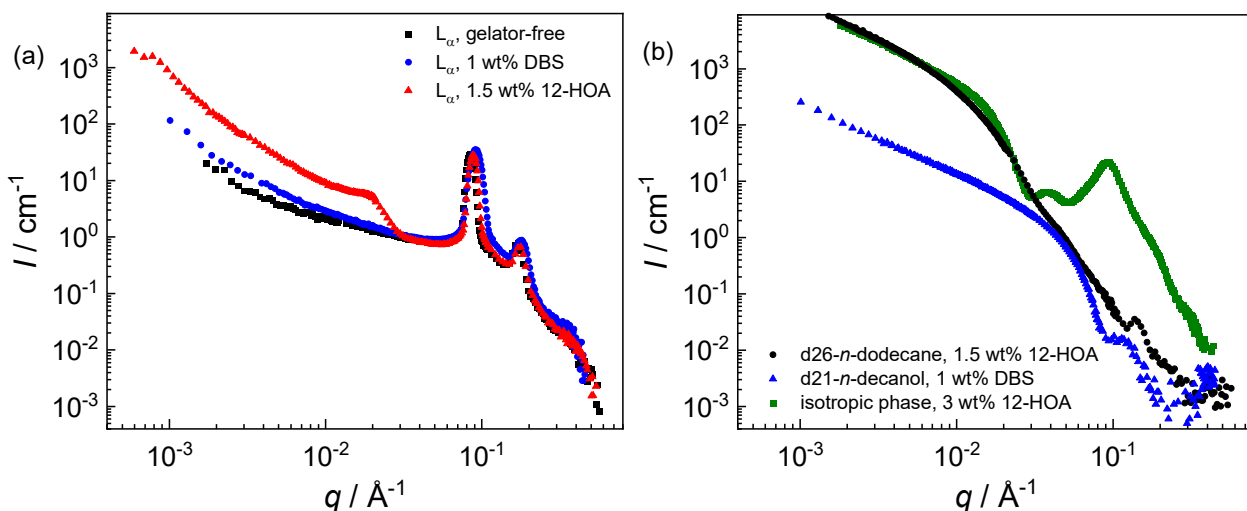 (a)
L_α, gelator-free
L_α, 1 wt% DBS
L_α, 1.5 wt% 12-HOA
10³
10²
10¹
10⁰
10⁻¹
10⁻²
10⁻³
I / cm⁻¹
10⁻³
10⁻²
10⁻¹
q / Å⁻¹
(b)
10³
10²
10¹
10⁰
10⁻¹
10⁻²
10⁻³
I / cm⁻¹
d26-n-dodecane, 1.5 wt% 12-HOA
d21-n-decanol, 1 wt% DBS
isotropic phase, 3 wt% 12-HOA
10⁻³
10⁻²
10⁻¹
q / Å⁻¹